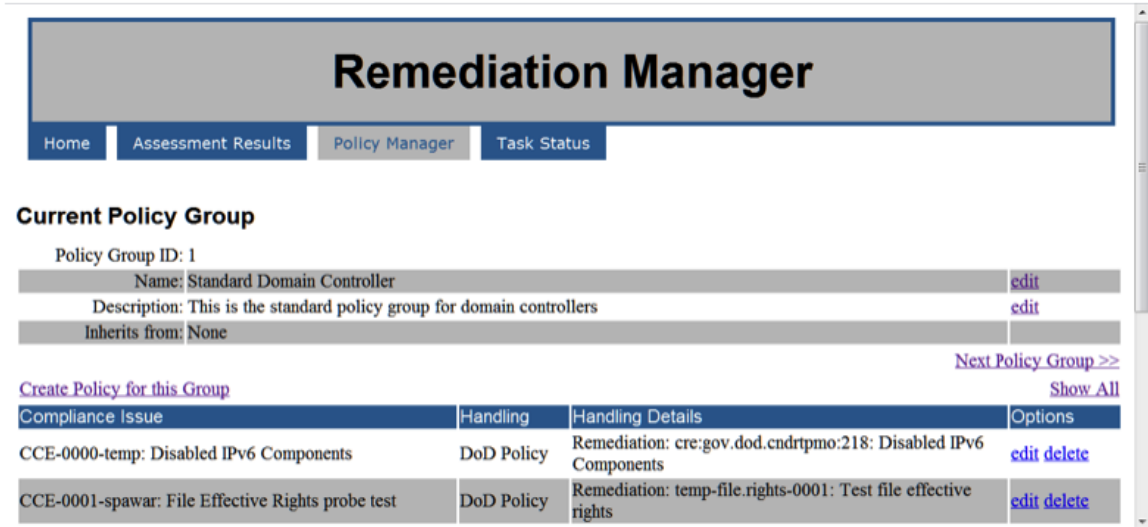 Remediation Manager
Home Assessment Results Policy Manager Task Status
Current Policy Group
Policy Group ID: 1
Name: Standard Domain Controller edit
Description: This is the standard policy group for domain controllers edit
Inherits from: None
Next Policy Group >>
Create Policy for this Group Show All
Compliance Issue Handling Handling Details Options
CCE-0000-temp: Disabled IPv6 Components DoD Policy Remediation: cre:gov.dod.cndrtpmo:218: Disabled IPv6
Components edit delete
CCE-0001-spawar: File Effective Rights probe test DoD Policy Remediation: temp-file.rights-0001: Test file effective
rights edit delete